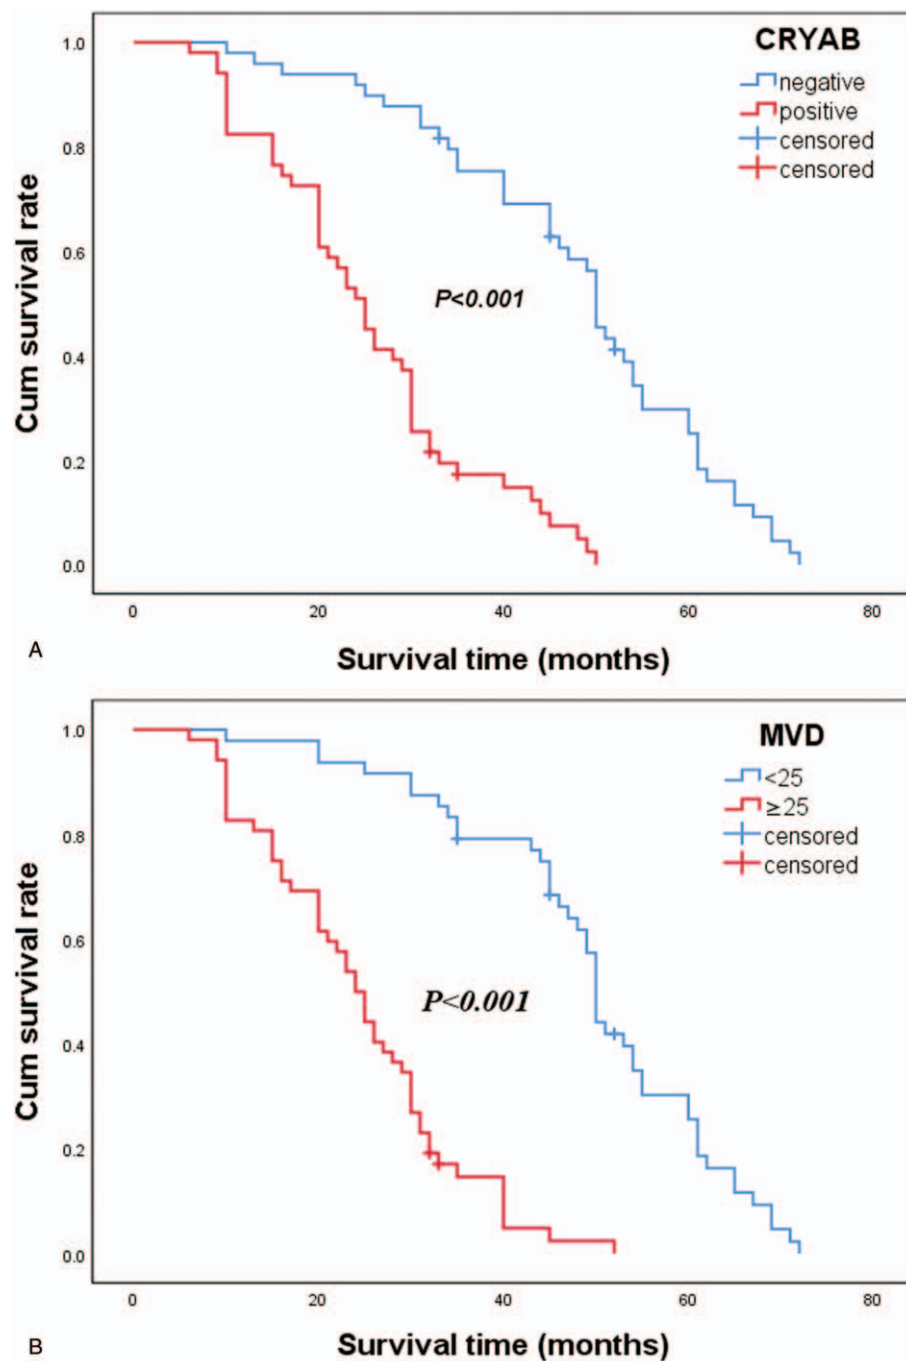 CRYAB
negative
positive
censored
censored
1.0
0.8
0.6
0.4
0.2
0.0
Cum survival rate
P<0.001
0 20 40 60 80
Survival time (months)
A
MVD
<25
≥25
censored
censored
1.0
0.8
0.6
0.4
0.2
0.0
Cum survival rate
P<0.001
0 20 40 60 80
Survival time (months)
B